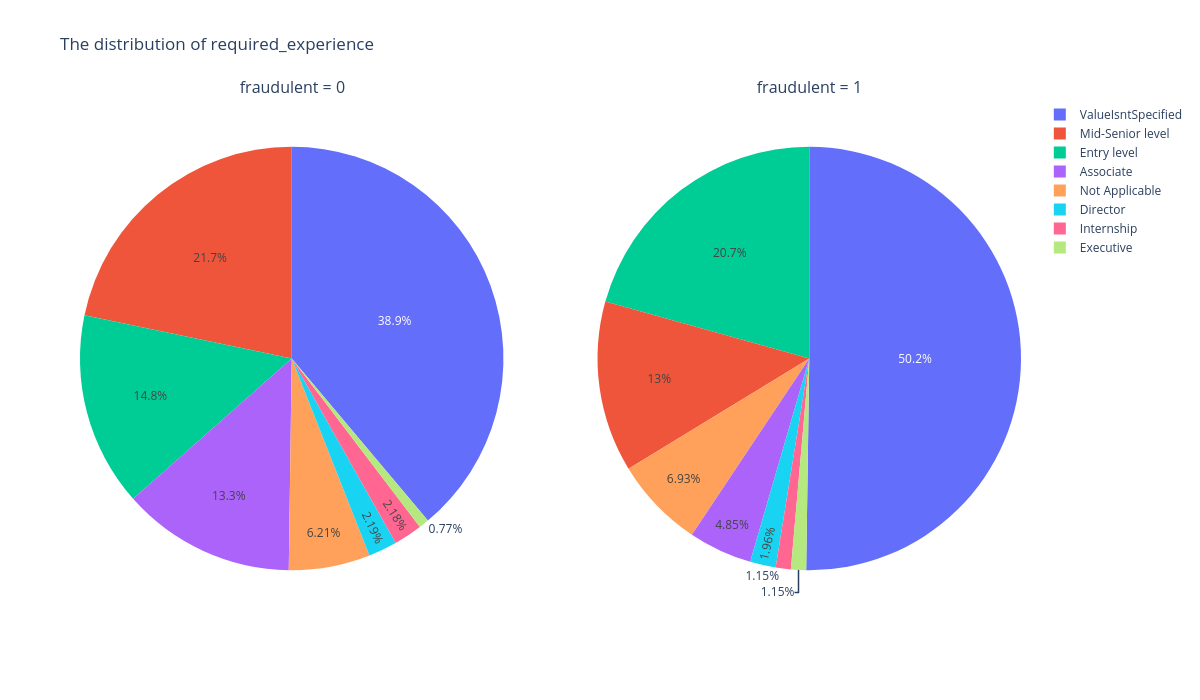 The distribution of required_experience
fraudulent = 0
fraudulent = 1
ValueIsntSpecified
Mid-Senior level
Entry level
Associate
Not Applicable
Director
Internship
Executive
21.7%
38.9%
14.8%
13.3%
6.21%
2.19%
2.18%
0.77%
20.7%
50.2%
13%
6.93%
4.85%
1.96%
1.15%
1.15%